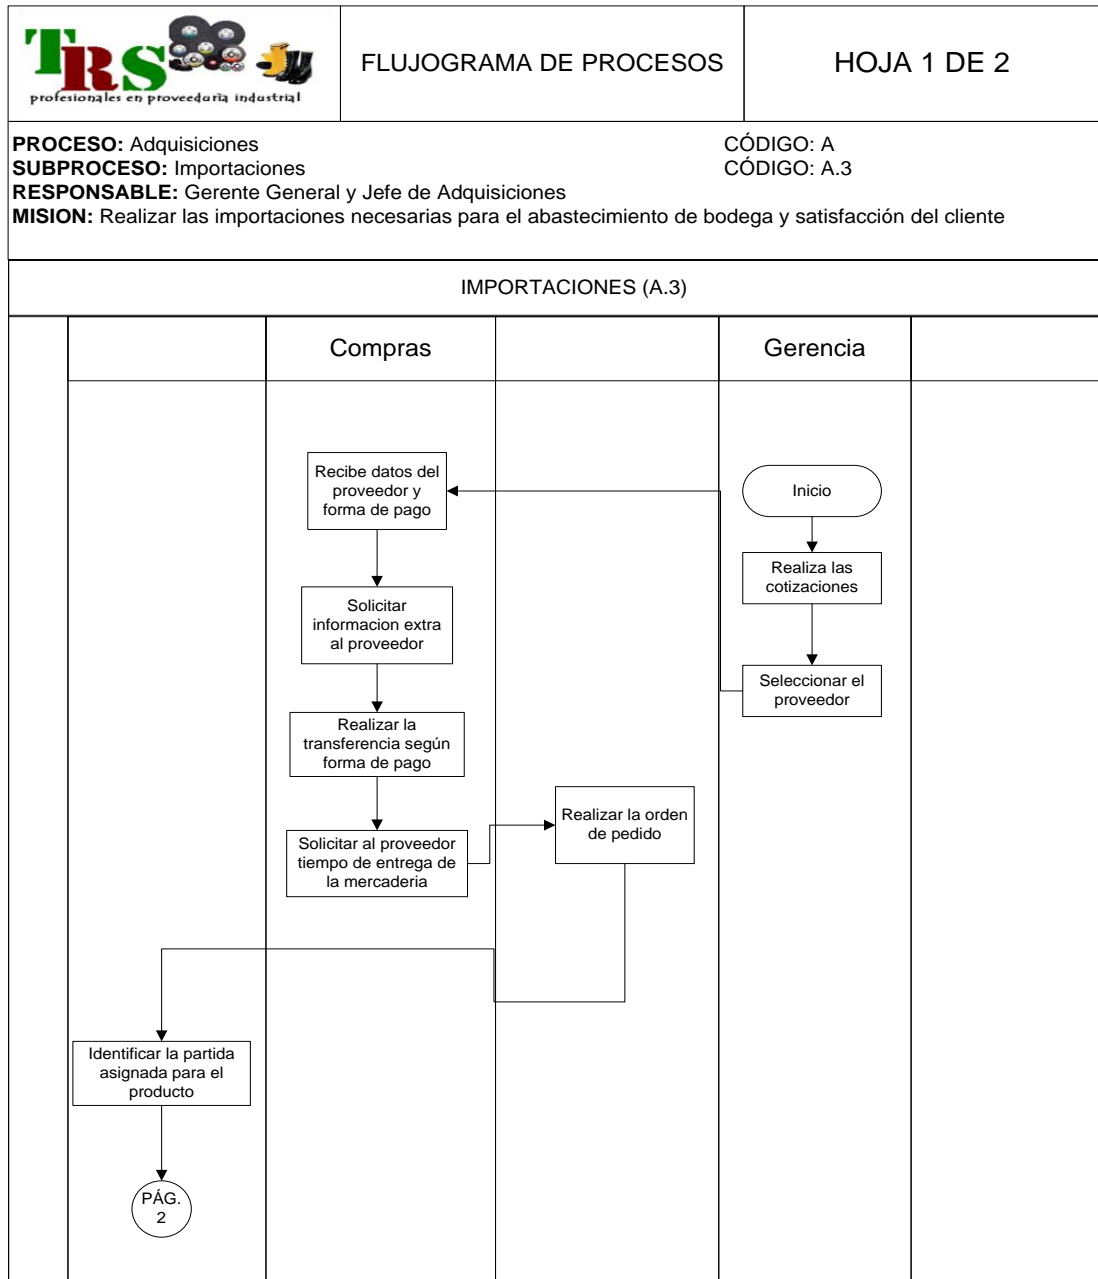 TRS
profesionales en proveeduría industrial
FLUJOGRAMA DE PROCESOS
HOJA 1 DE 2
PROCESO: Adquisiciones CÓDIGO: A
SUBPROCESO: Importaciones CÓDIGO: A.3
RESPONSABLE: Gerente General y Jefe de Adquisiciones
MISION: Realizar las importaciones necesarias para el abastecimiento de bodega y satisfacción del cliente
IMPORTACIONES (A.3)
Compras
Gerencia
Inicio
Realiza las
cotizaciones
Seleccionar el
proveedor
Recibe datos del
proveedor y
forma de pago
Solicitar
informacion extra
al proveedor
Realizar la
transferencia según
forma de pago
Solicitar al proveedor
tiempo de entrega de
la mercaderia
Realizar la orden
de pedido
Identificar la partida
asignada para el
producto
PÁG.
2